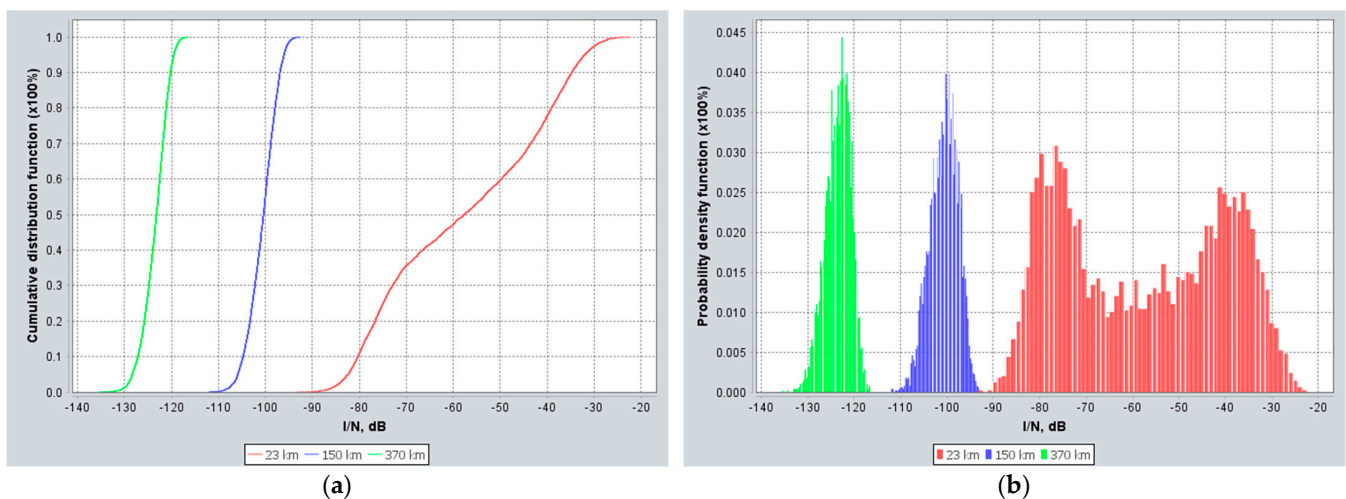 Cumulative distribution function (x100%)
1.0
0.9
0.8
0.7
0.6
0.5
0.4
0.3
0.2
0.1
0.0
-140 -130 -120 -110 -100 -90 -80 -70 -60 -50 -40 -30 -20
I/N, dB
23 km 150 km 370 km
(a)
Probability density function (x100%)
0.045
0.040
0.035
0.030
0.025
0.020
0.015
0.010
0.005
0.000
-140 -130 -120 -110 -100 -90 -80 -70 -60 -50 -40 -30 -20
I/N, dB
23 km 150 km 370 km
(b)